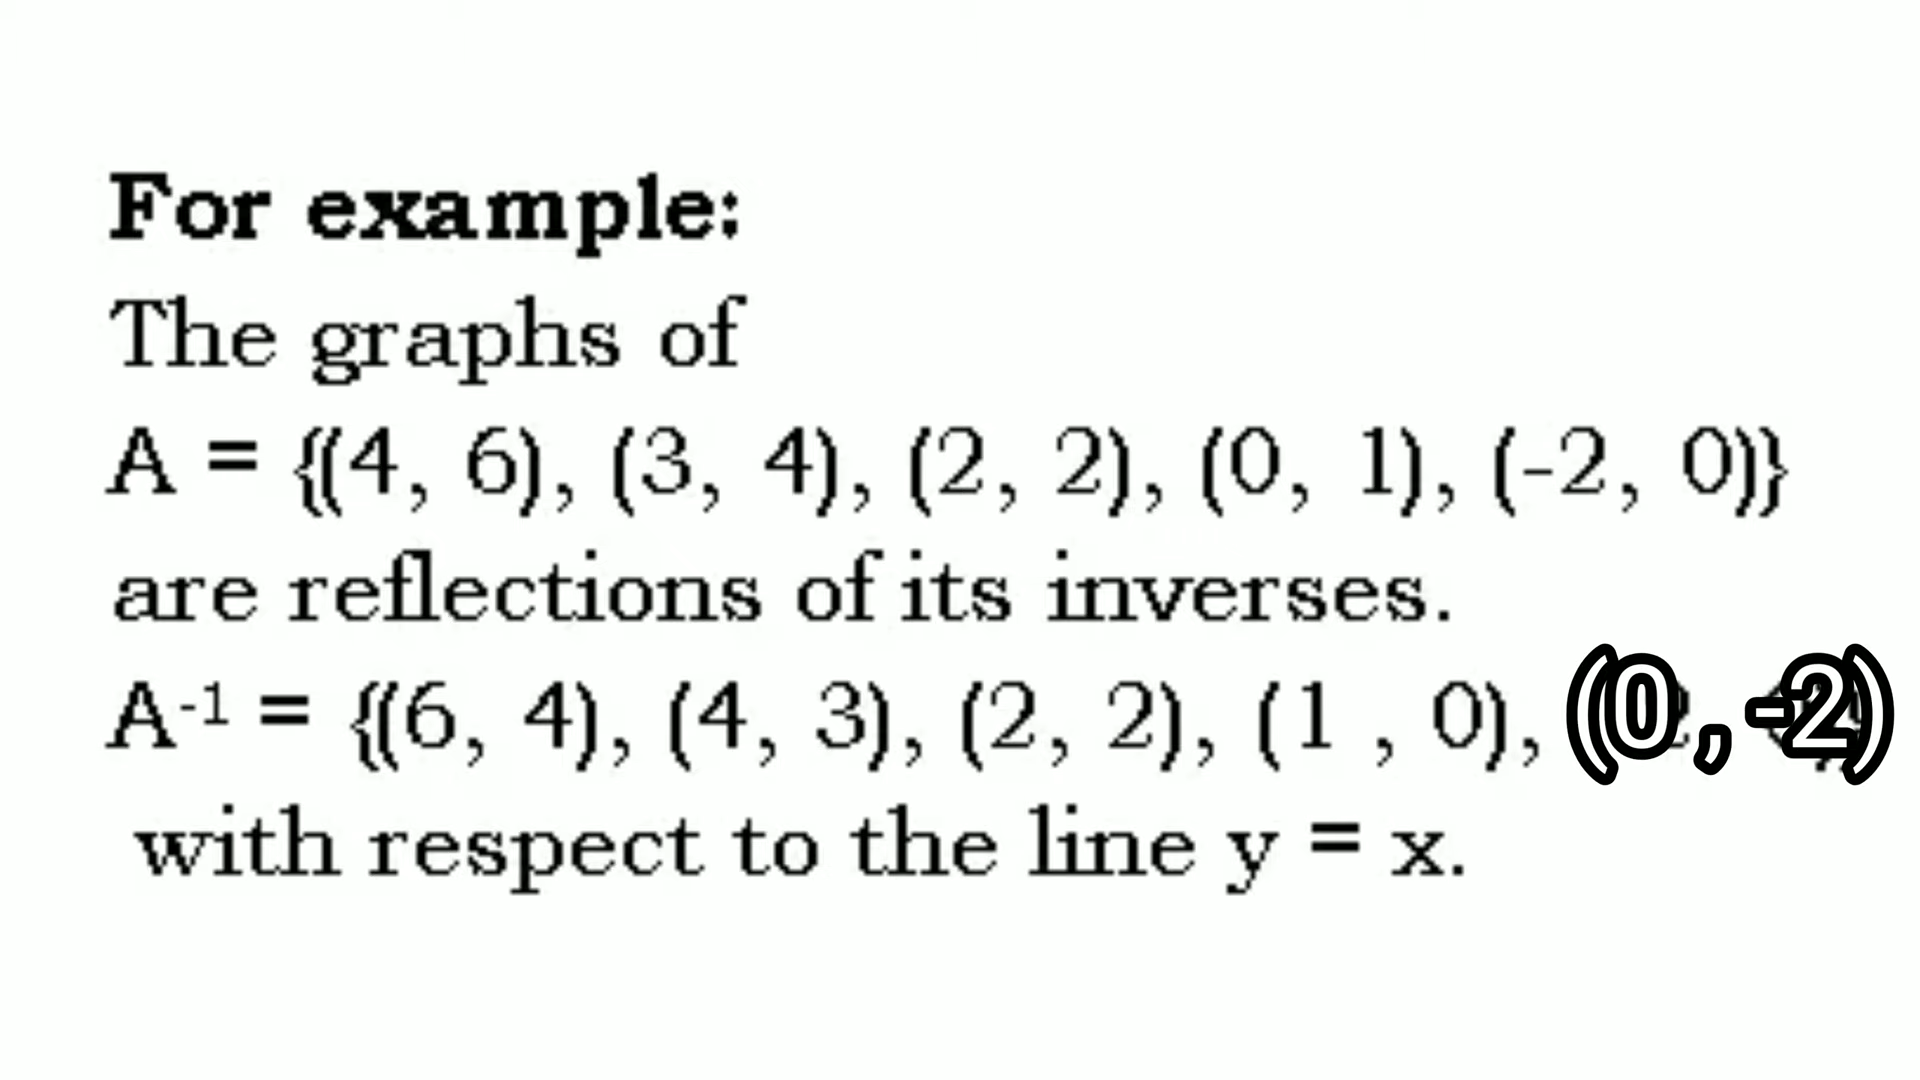 For example:
The graphs of
A = {(4, 6), (3, 4), (2, 2), (0, 1), (-2, 0)}
are reflections of its inverses.
A⁻¹ = {(6, 4), (4, 3), (2, 2), (1 , 0), (0,-2)
with respect to the line y = x.